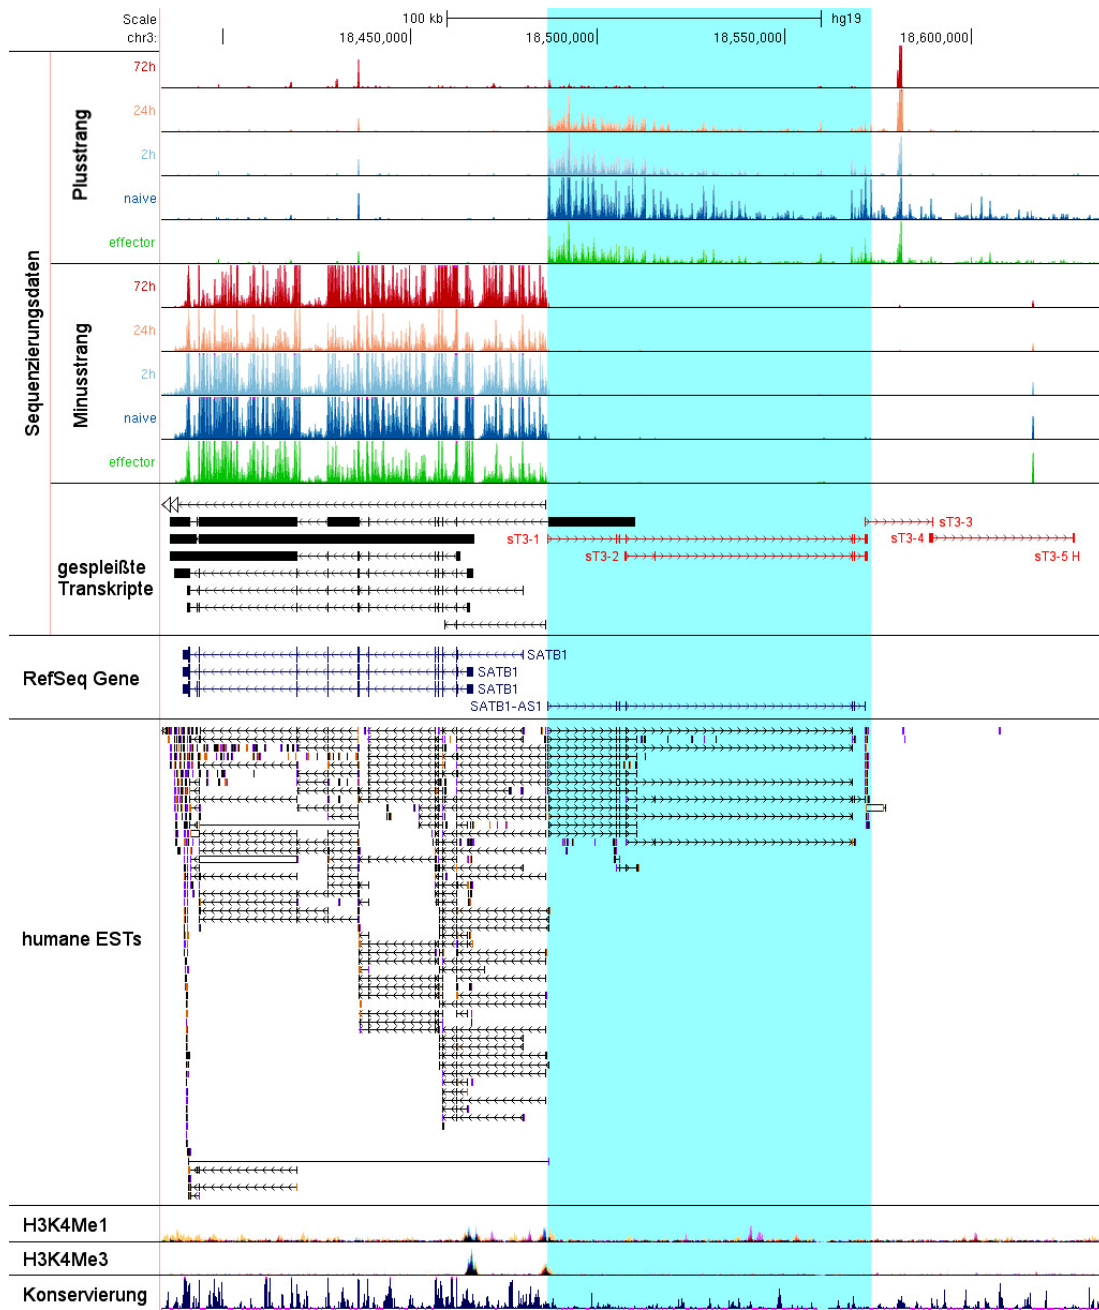 Scale
100 kb
hg19
chr3:
18,450,000
18,500,000
18,550,000
18,600,000
Sequenzierungsdaten
Plusstrang
72h
24h
2h
naive
effector
Minusstrang
72h
24h
2h
naive
effector
gespleißte
Transkripte
sT3-3
sT3-1
sT3-4
sT3-2
sT3-5
RefSeq Gene
SATB1
SATB1
SATB1
SATB1-AS1
humane ESTs
H3K4Me1
H3K4Me3
Konservierung